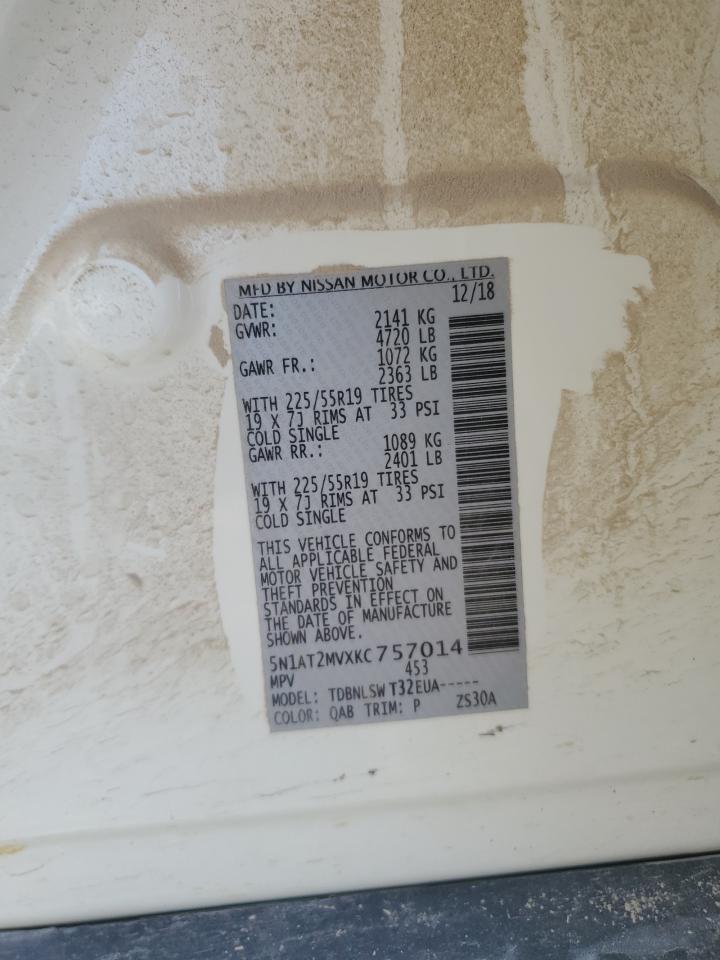 MFD BY NISSAN MOTOR CO., LTD.
DATE: 12/18
GVWR: 2141 KG
4720 LB
GAWR FR.: 1072 KG
2363 LB
WITH 225/55R19 TIRES
19 X 7J RIMS AT 33 PSI
COLD SINGLE
GAWR RR.: 1089 KG
2401 LB
WITH 225/55R19 TIRES
19 X 7J RIMS AT 33 PSI
COLD SINGLE
THIS VEHICLE CONFORMS TO
ALL APPLICABLE FEDERAL
MOTOR VEHICLE SAFETY AND
THEFT PREVENTION
STANDARDS IN EFFECT ON
THE DATE OF MANUFACTURE
SHOWN ABOVE.
5N1AT2MVXKC757014
MPV 453
MODEL: TDBNLSWT32EUA-----
COLOR: QAB TRIM: P ZS30A